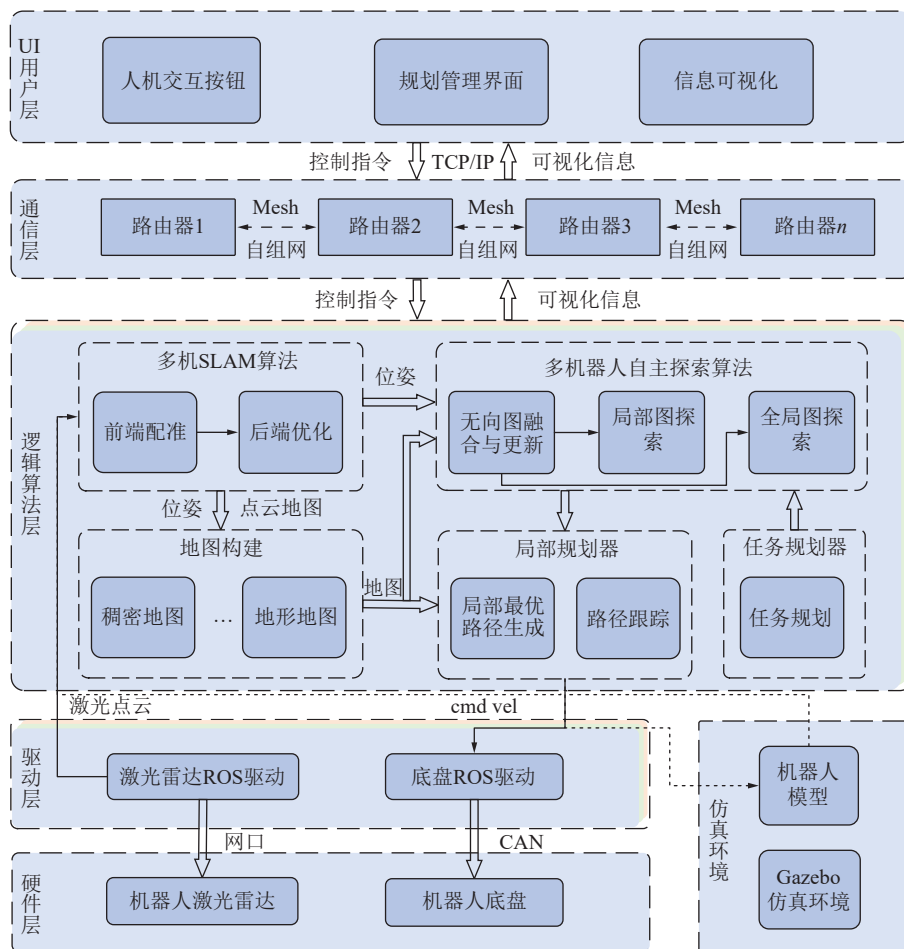 UI用户层
人机交互按钮
规划管理界面
信息可视化
控制指令
TCP/IP
可视化信息
通信层
路由器1
Mesh
自组网
路由器2
Mesh
自组网
路由器3
Mesh
自组网
路由器n
控制指令
可视化信息
逻辑算法层
多机SLAM算法
前端配准
后端优化
位姿
多机器人自主探索算法
无向图融
合与更新
局部图探
索
全局图探
索
位姿
点云地图
地图构建
稠密地图
…
地形地图
地图
局部规划器
局部最优
路径生成
路径跟踪
任务规划器
任务规划
激光点云
cmd vel
驱动层
激光雷达ROS驱动
底盘ROS驱动
网口
CAN
硬件层
机器人激光雷达
机器人底盘
仿真环境
机器人
模型
Gazebo
仿真环境